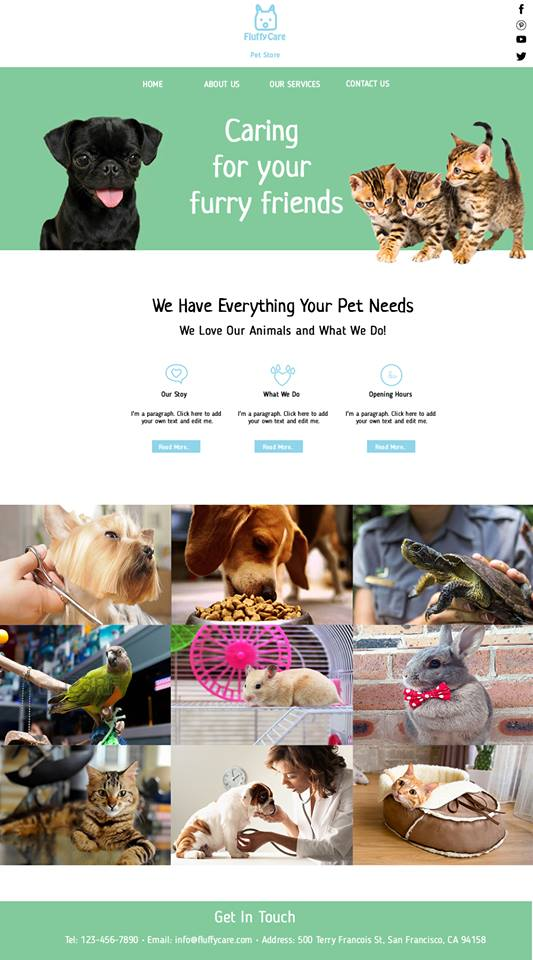 FluffyCare
Pet Store
HOME ABOUT US OUR SERVICES CONTACT US
Caring
for your
furry friends
We Have Everything Your Pet Needs
We Love Our Animals and What We Do!
Our Stoy
I'm a paragraph. Click here to add
your own text and edit me.
Read More..
What We Do
I'm a paragraph. Click here to add
your own text and edit me.
Read More..
Opening Hours
I'm a paragraph. Click here to add
your own text and edit me.
Read More..
Get In Touch
Tel: 123-456-7890 - Email: info@fluffycare.com - Address: 500 Terry Francois St, San Francisco, CA 94158